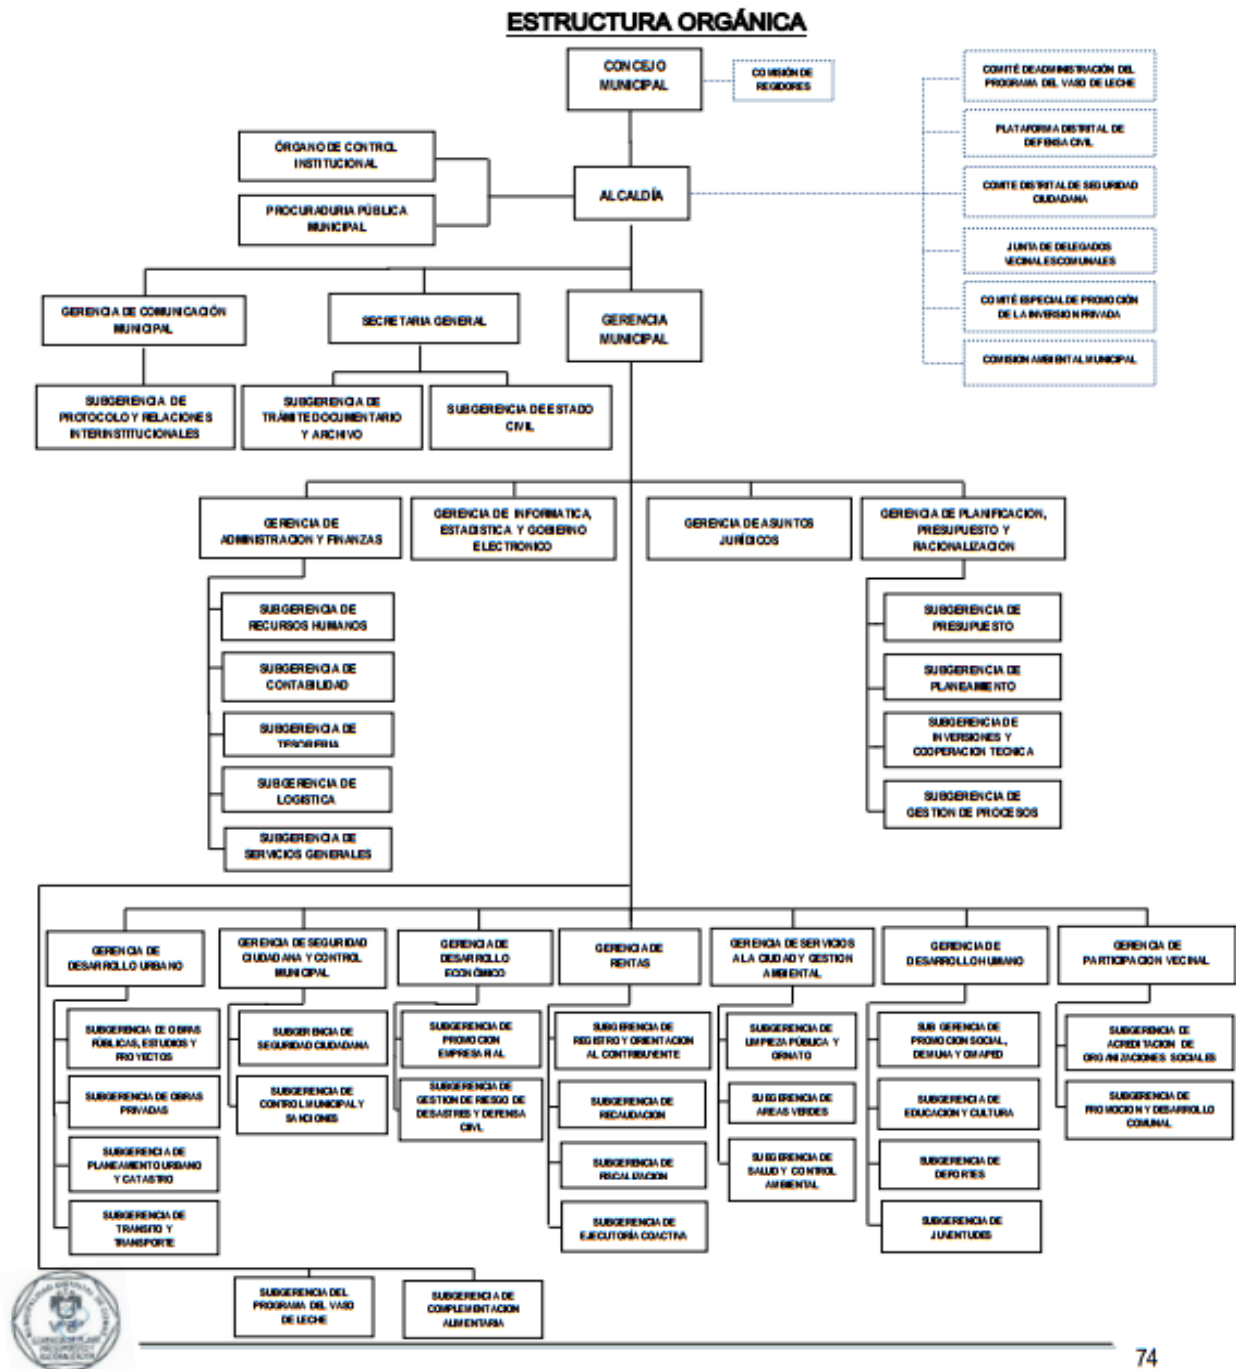 ESTRUCTURA ORGÁNICA
CONCEJO
MUNICIPAL
COMISIÓN DE
REGIDORES
COMITÉ DE ADMINISTRACIÓN DEL
PROGRAMA DEL VASO DE LECHE
PLATAFORMA DISTRITAL DE
DEFENSA CIVIL
COMITE DISTRITAL DE SEGURIDAD
CIUDADANA
JUNTA DE DELEGADOS
VECINALES COMUNALES
COMITÉ ESPECIAL DE PROMOCIÓN
DE LA INVERSION PRIVADA
COMISION AMBIENTAL MUNICIPAL
ÓRGANO DE CONTROL
INSTITUCIONAL
PROCURADURIA PÚBLICA
MUNICIPAL
ALCALDÍA
GERENCIA DE COMUNICACIÓN
MUNICIPAL
SECRETARIA GENERAL
GERENCIA
MUNICIPAL
SUBGERENCIA DE
PROTOCOLO Y RELACIONES
INTERINSTITUCIONALES
SUBGERENCIA DE
TRÁMITE DOCUMENTARIO
Y ARCHIVO
SUBGERENCIA DE ESTADO
CIVIL
GERENCIA DE
ADMINISTRACION Y FINANZAS
GERENCIA DE INFORMATICA,
ESTADISTICA Y GOBIERNO
ELECTRONICO
GERENCIA DE ASUNTOS
JURÍDICOS
GERENCIA DE PLANIFICACION,
PRESUPUESTO Y
RACIONALIZACION
SUBGERENCIA DE
RECURSOS HUMANOS
SUBGERENCIA DE
CONTABILIDAD
SUBGERENCIA DE
TESORERIA
SUBGERENCIA DE
LOGISTICA
SUBGERENCIA DE
SERVICIOS GENERALES
SUBGERENCIA DE
PRESUPUESTO
SUBGERENCIA DE
PLANEAMIENTO
SUBGERENCIA DE
INVERSIONES Y
COOPERACION TECNICA
SUBGERENCIA DE
GESTION DE PROCESOS
GERENCIA DE
DESARROLLO URBANO
GERENCIA DE SEGURIDAD
CIUDADANA Y CONTROL
MUNICIPAL
GERENCIA DE
DESARROLLO
ECONÓMICO
GERENCIA DE
RENTAS
GERENCIA DE SERVICIOS
A LA CIUDAD Y GESTION
AMBIENTAL
GERENCIA DE
DESARROLLO HUMANO
GERENCIA DE
PARTICIPACION VECINAL
SUBGERENCIA DE OBRAS
PÚBLICAS, ESTUDIOS Y
PROYECTOS
SUBGERENCIA DE OBRAS
PRIVADAS
SUBGERENCIA DE
PLANEAMIENTO URBANO
Y CATASTRO
SUBGERENCIA DE
TRANSITO Y
TRANSPORTE
SUBGERENCIA DE
SEGURIDAD CIUDADANA
SUBGERENCIA DE
CONTROL MUNICIPAL Y
SANCIONES
SUBGERENCIA DE
PROMOCION
EMPRESARIAL
SUBGERENCIA DE
GESTION DE RIESGO DE
DESASTRES Y DEFENSA
CIVIL
SUBGERENCIA DE
REGISTRO Y ORIENTACION
AL CONTRIBUYENTE
SUBGERENCIA DE
RECAUDACION
SUBGERENCIA DE
FISCALIZACION
SUBGERENCIA DE
EJECUTORÍA COACTIVA
SUBGERENCIA DE
LIMPIEZA PÚBLICA Y
ORNATO
SUBGERENCIA DE
AREAS VERDES
SUBGERENCIA DE
SALUD Y CONTROL
AMBIENTAL
SUB GERENCIA DE
PROMOCION SOCIAL,
DEMUNA Y OMAPED
SUBGERENCIA DE
EDUCACION Y CULTURA
SUBGERENCIA DE
DEPORTES
SUBGERENCIA DE
JUVENTUDES
SUBGERENCIA DE
ACREDITACION DE
ORGANIZACIONES SOCIALES
SUBGERENCIA DE
PROMOCION Y DESARROLLO
COMUNAL
SUBGERENCIA DEL
PROGRAMA DEL VASO
DE LECHE
SUBGERENCIA DE
COMPLEMENTACION
ALIMENTARIA
74